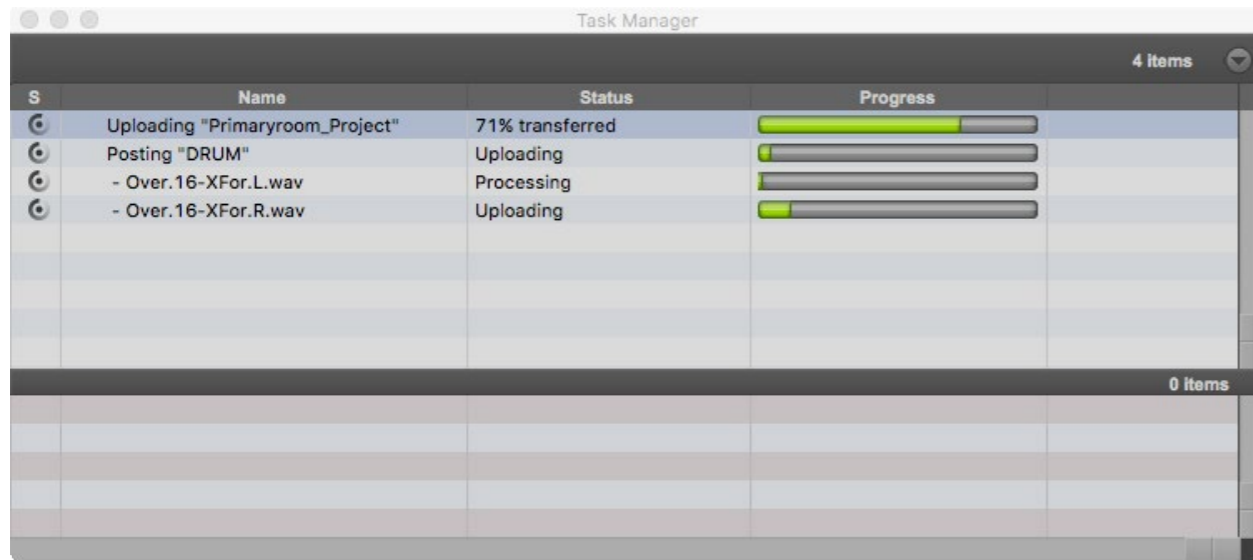 Task Manager
4 items
S Name Status Progress
Uploading "Primaryroom_Project" 71% transferred
Posting "DRUM" Uploading
- Over.16-XFor.L.wav Processing
- Over.16-XFor.R.wav Uploading
0 items